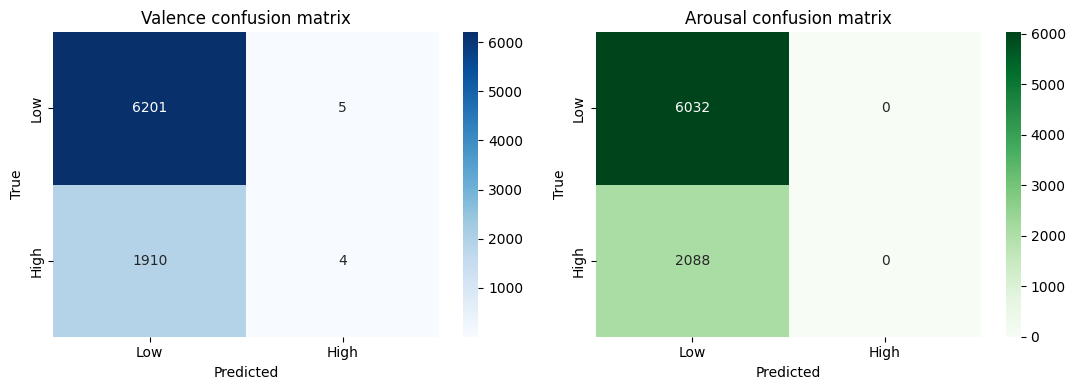 Valence confusion matrix
True
Low
High
6201
5
1910
4
Low
High
Predicted
6000
5000
4000
3000
2000
1000
Arousal confusion matrix
True
Low
High
6032
0
2088
0
Low
High
Predicted
6000
5000
4000
3000
2000
1000
0